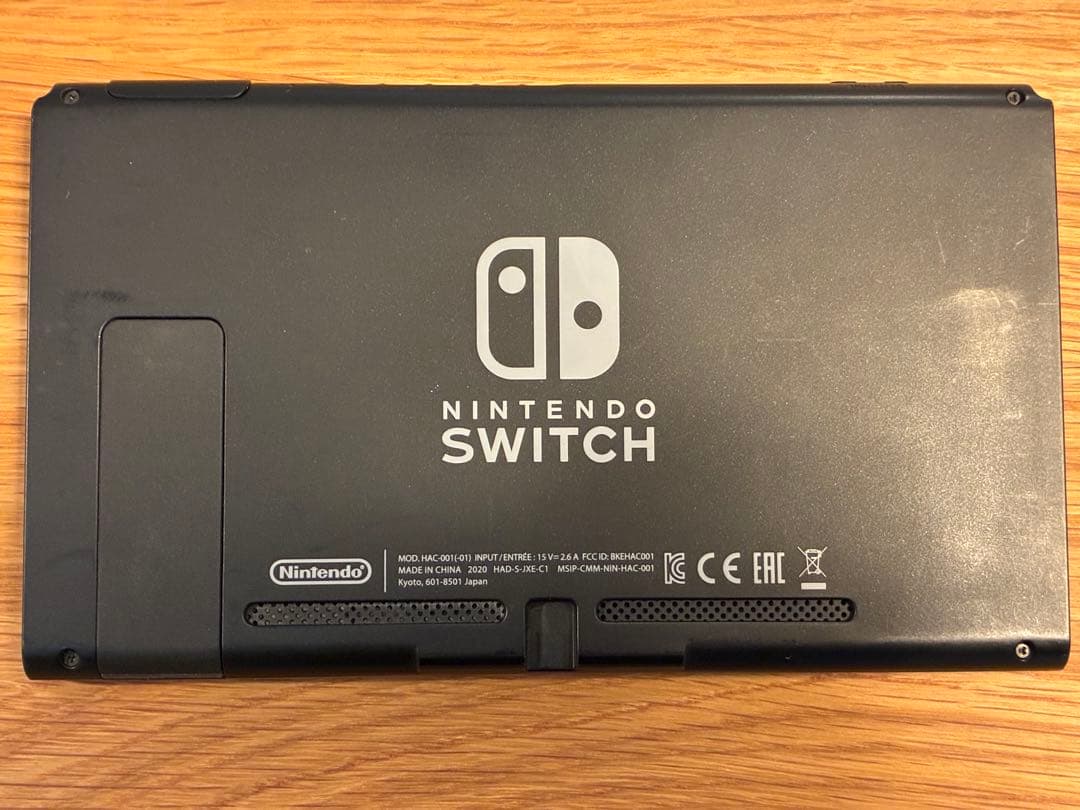 NINTENDO
SWITCH
Nintendo
MOD. HAC-001(-01) INPUT/ENTRÉE : 15 V⎓ 2.6 A FCC ID: BKEHAC001
MADE IN CHINA 2020 HAD-S-JXE-C1 MSIP-CMM-NIN-HAC-001
Kyoto, 601-8501 Japan
CE
EAC